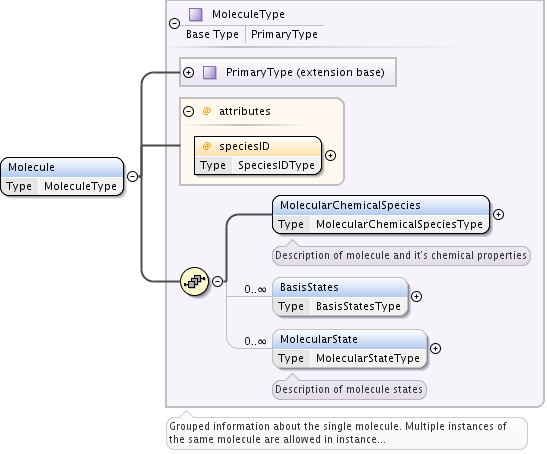 MoleculeType
Base Type PrimaryType
PrimaryType (extension base)
@ attributes
@ speciesID
Type SpeciesIDType
Molecule
Type MoleculeType
MolecularChemicalSpecies
Type MolecularChemicalSpeciesType
Description of molecule and it's chemical properties
0..∞
BasisStates
Type BasisStatesType
0..∞
MolecularState
Type MolecularStateType
Description of molecule states
Grouped information about the single molecule. Multiple instances
of the same molecule are allowed in instance...